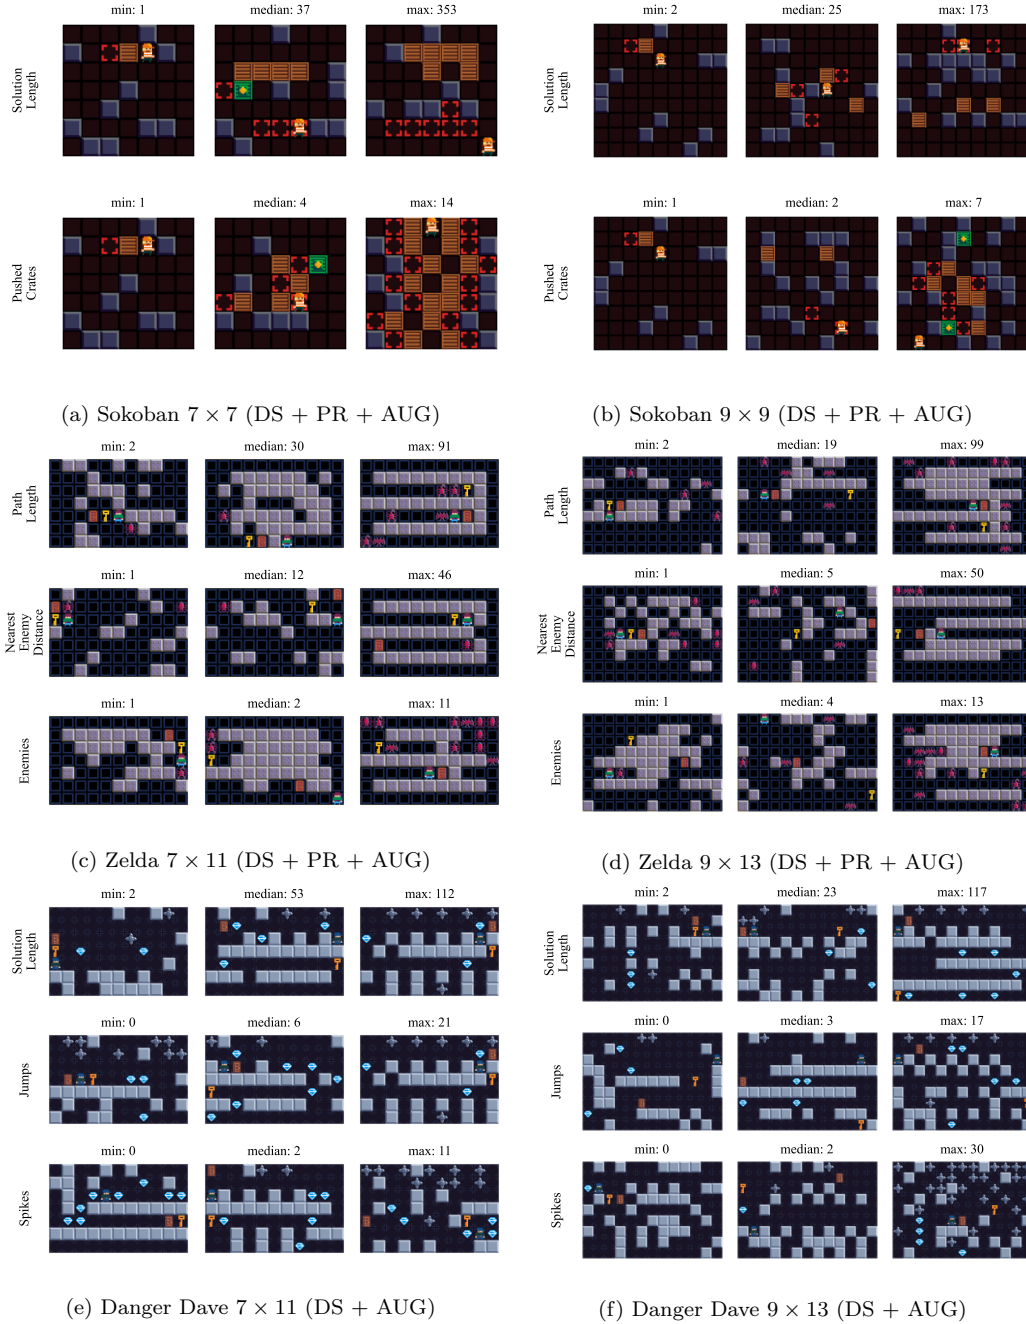 min: 1
median: 37
max: 353
Solution
Length
min: 1
median: 4
max: 14
Pushed
Crates
(a) Sokoban 7 × 7 (DS + PR + AUG)
min: 2
median: 25
max: 173
Solution
Length
min: 1
median: 2
max: 7
Pushed
Crates
(b) Sokoban 9 × 9 (DS + PR + AUG)
min: 2
median: 30
max: 91
Path
Length
min: 1
median: 12
max: 46
Nearest
Enemy
Distance
min: 1
median: 2
max: 11
Enemies
(c) Zelda 7 × 11 (DS + PR + AUG)
min: 2
median: 19
max: 99
Path
Length
min: 1
median: 5
max: 50
Nearest
Enemy
Distance
min: 1
median: 4
max: 13
Enemies
(d) Zelda 9 × 13 (DS + PR + AUG)
min: 2
median: 53
max: 112
Solution
Length
min: 0
median: 6
max: 21
Jumps
min: 0
median: 2
max: 11
Spikes
(e) Danger Dave 7 × 11 (DS + AUG)
min: 2
median: 23
max: 117
Solution
Length
min: 0
median: 3
max: 17
Jumps
min: 0
median: 2
max: 30
Spikes
(f) Danger Dave 9 × 13 (DS + AUG)